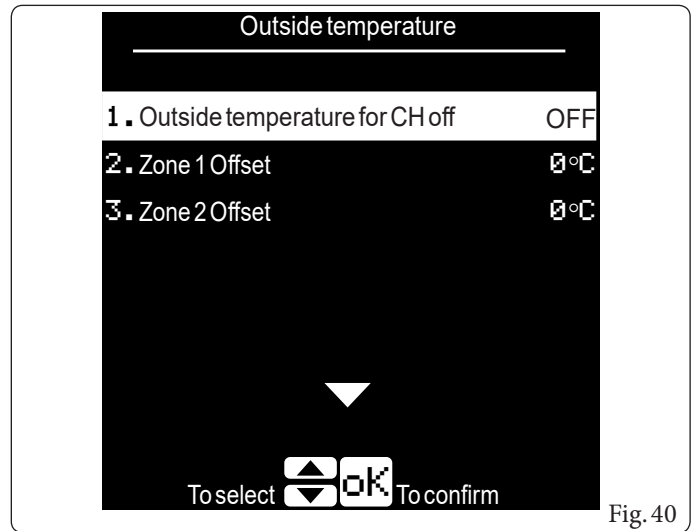 Outside temperature
1. Outside temperature for CH off OFF
2. Zone 1 Offset 0°C
3. Zone 2 Offset 0°C
To select oK To confirm
Fig. 40